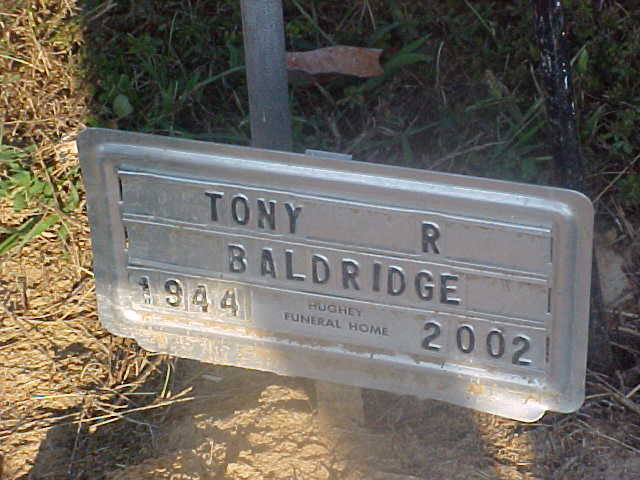 TONY R
BALDRIDGE
1944 HUGHEY FUNERAL HOME 2002